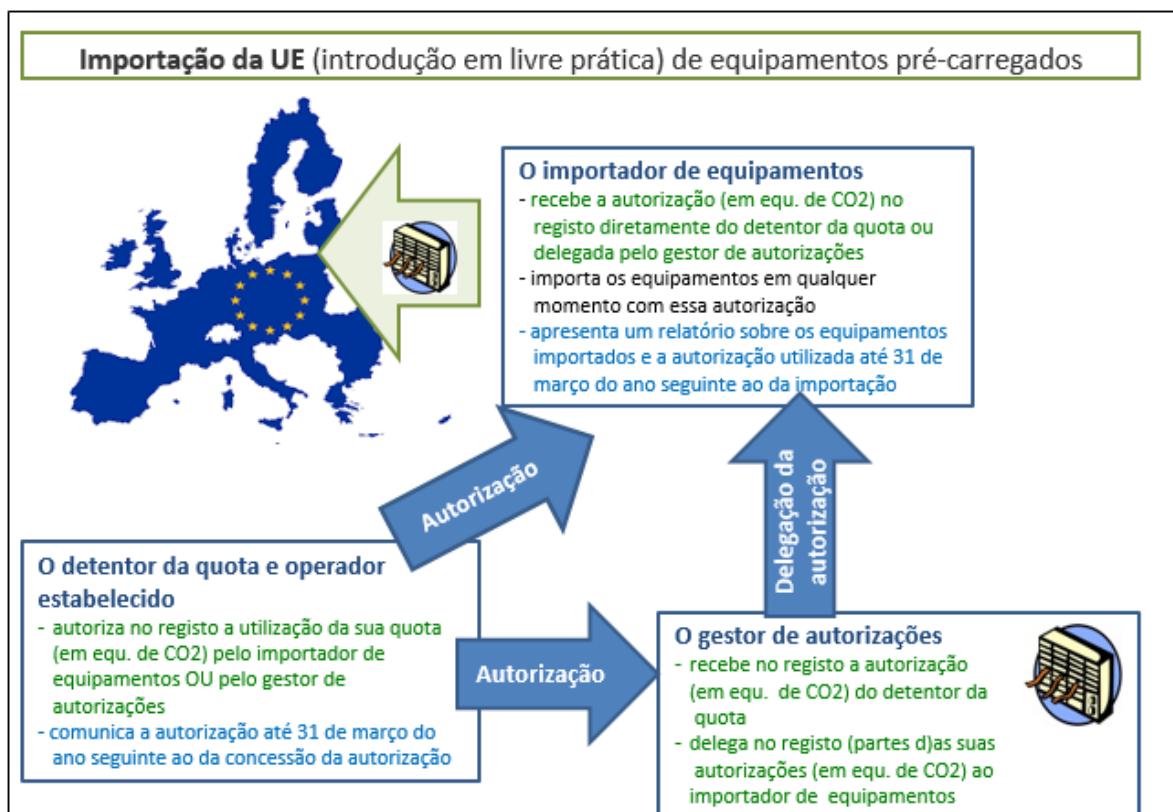 Importação da UE (introdução em livre prática) de equipamentos pré-carregados
O importador de equipamentos
- recebe a autorização (em equ. de CO2) no
registo diretamente do detentor da quota ou
delegada pelo gestor de autorizações
- importa os equipamentos em qualquer
momento com essa autorização
- apresenta um relatório sobre os equipamentos
importados e a autorização utilizada até 31 de
março do ano seguinte ao da importação
Autorização
Delegação da
autorização
O detentor da quota e operador
estabelecido
- autoriza no registo a utilização da sua quota
(em equ. de CO2) pelo importador de
equipamentos OU pelo gestor de
autorizações
- comunica a autorização até 31 de março do
ano seguinte ao da concessão da autorização
Autorização
O gestor de autorizações
- recebe no registo a autorização
(em equ. de CO2) do detentor da
quota
- delega no registo (partes d)as suas
autorizações (em equ. de CO2) ao
importador de equipamentos